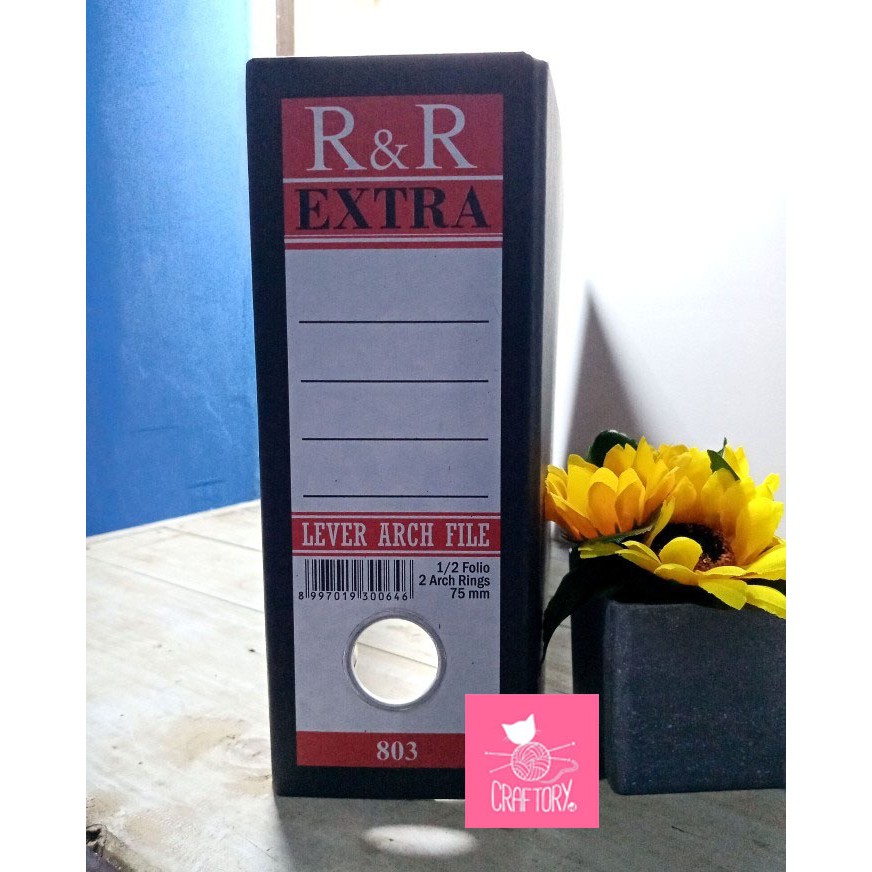 R&R
EXTRA
LEVER ARCH FILE
1/2 Folio
2 Arch Rings
75 mm
8 997019 300646
803
CRAFTORY